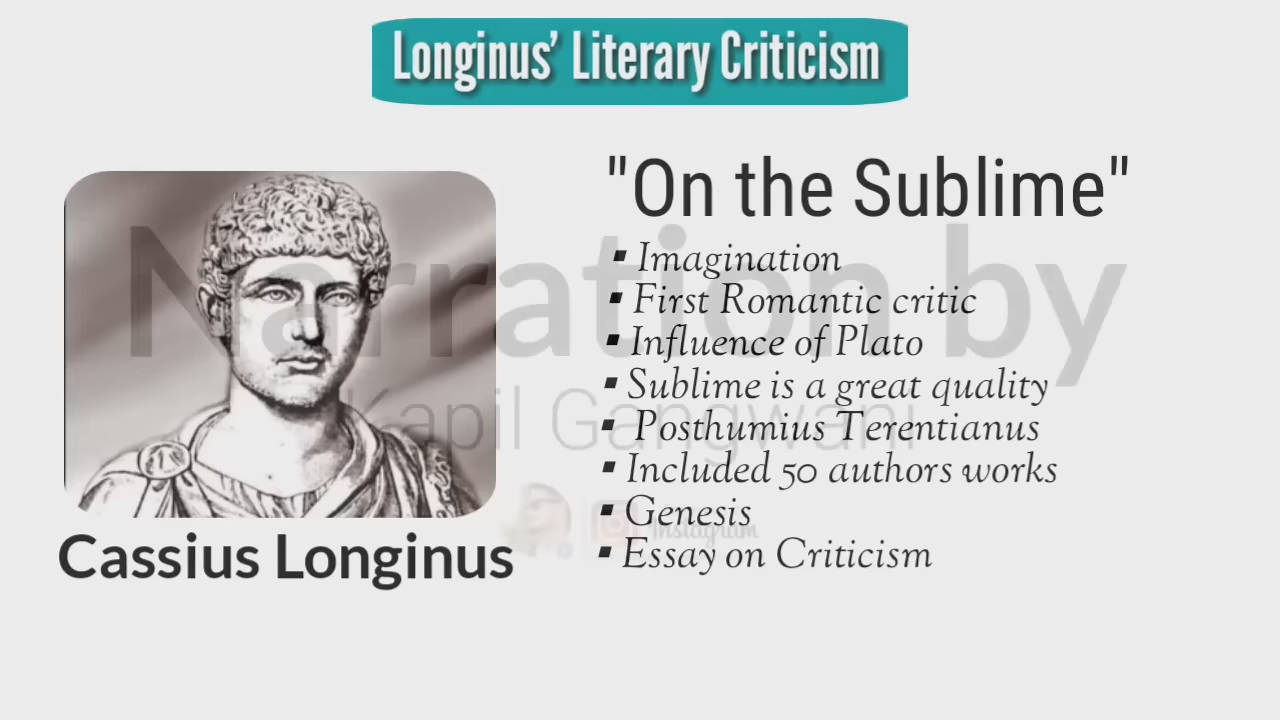 Longinus’ Literary Criticism
"On the Sublime"
▪ Imagination
▪ First Romantic critic
▪ Influence of Plato
▪ Sublime is a great quality
▪ Posthumius Terentianus
▪ Included 50 authors works
▪ Genesis
▪ Essay on Criticism
Cassius Longinus
Narration by
Kapil Gangwani
Instagram